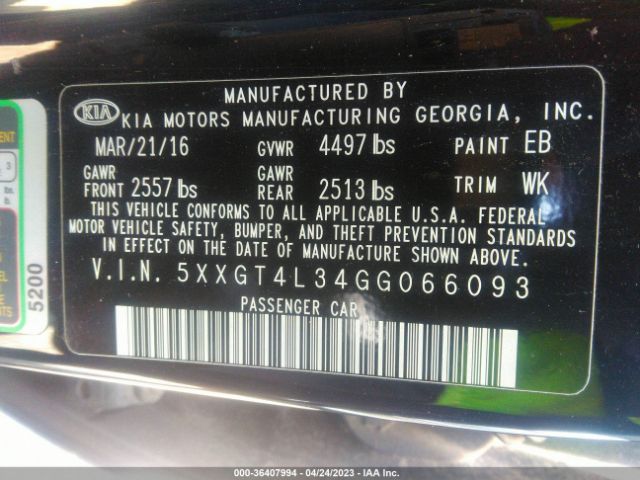 MANUFACTURED BY
KIA KIA MOTORS MANUFACTURING GEORGIA, INC.
MAR/21/16 GVWR 4497 lbs PAINT EB
GAWR FRONT 2557 lbs GAWR REAR 2513 lbs TRIM WK
THIS VEHICLE CONFORMS TO ALL APPLICABLE U.S.A. FEDERAL
MOTOR VEHICLE SAFETY, BUMPER, AND THEFT PREVENTION STANDARDS
IN EFFECT ON THE DATE OF MANUFACTURE SHOWN ABOVE.
V.I.N. 5XXGT4L34GG066093
PASSENGER CAR
5200
000-36407994 - 04/24/2023 - IAA Inc.